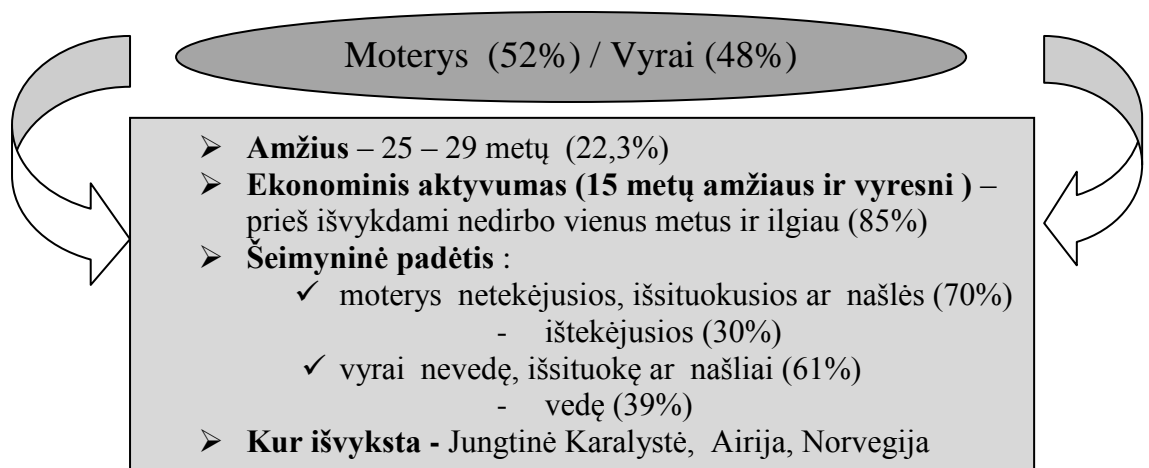 Moterys (52%) / Vyrai (48%)
➢ Amžius – 25 – 29 metų (22,3%)
➢ Ekonominis aktyvumas (15 metų amžiaus ir vyresni ) –
prieš išvykdami nedirbo vienus metus ir ilgiau (85%)
➢ Šeimyninė padėtis :
✓ moterys netekėjusios, išsituokusios ar našlės (70%)
- ištekėjusios (30%)
✓ vyrai nevedę, išsituokę ar našliai (61%)
- vedę (39%)
➢ Kur išvyksta - Jungtinė Karalystė, Airija, Norvegija